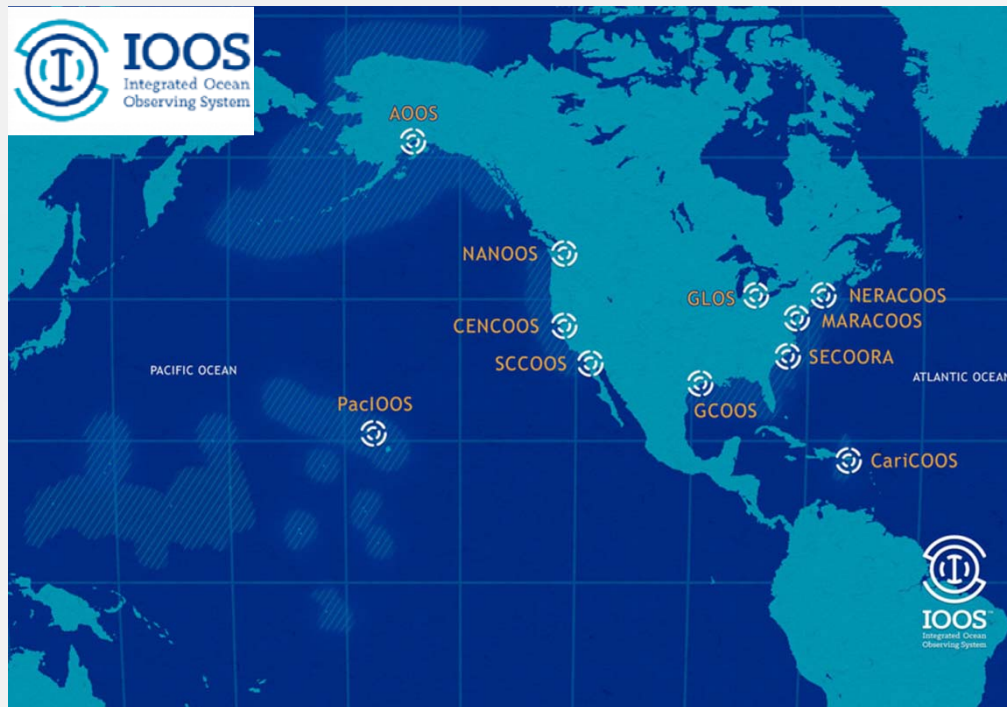 IOOS
Integrated Ocean
Observing System
AOOS
NANOOS
GLOS
NERACOOS
MARACOOS
CENCOOS
SECOORA
SCCOOS
PACIFIC OCEAN
ATLANTIC OCEAN
PacIOOS
GCOOS
CariCOOS
IOOS™
Integrated Ocean
Observing System